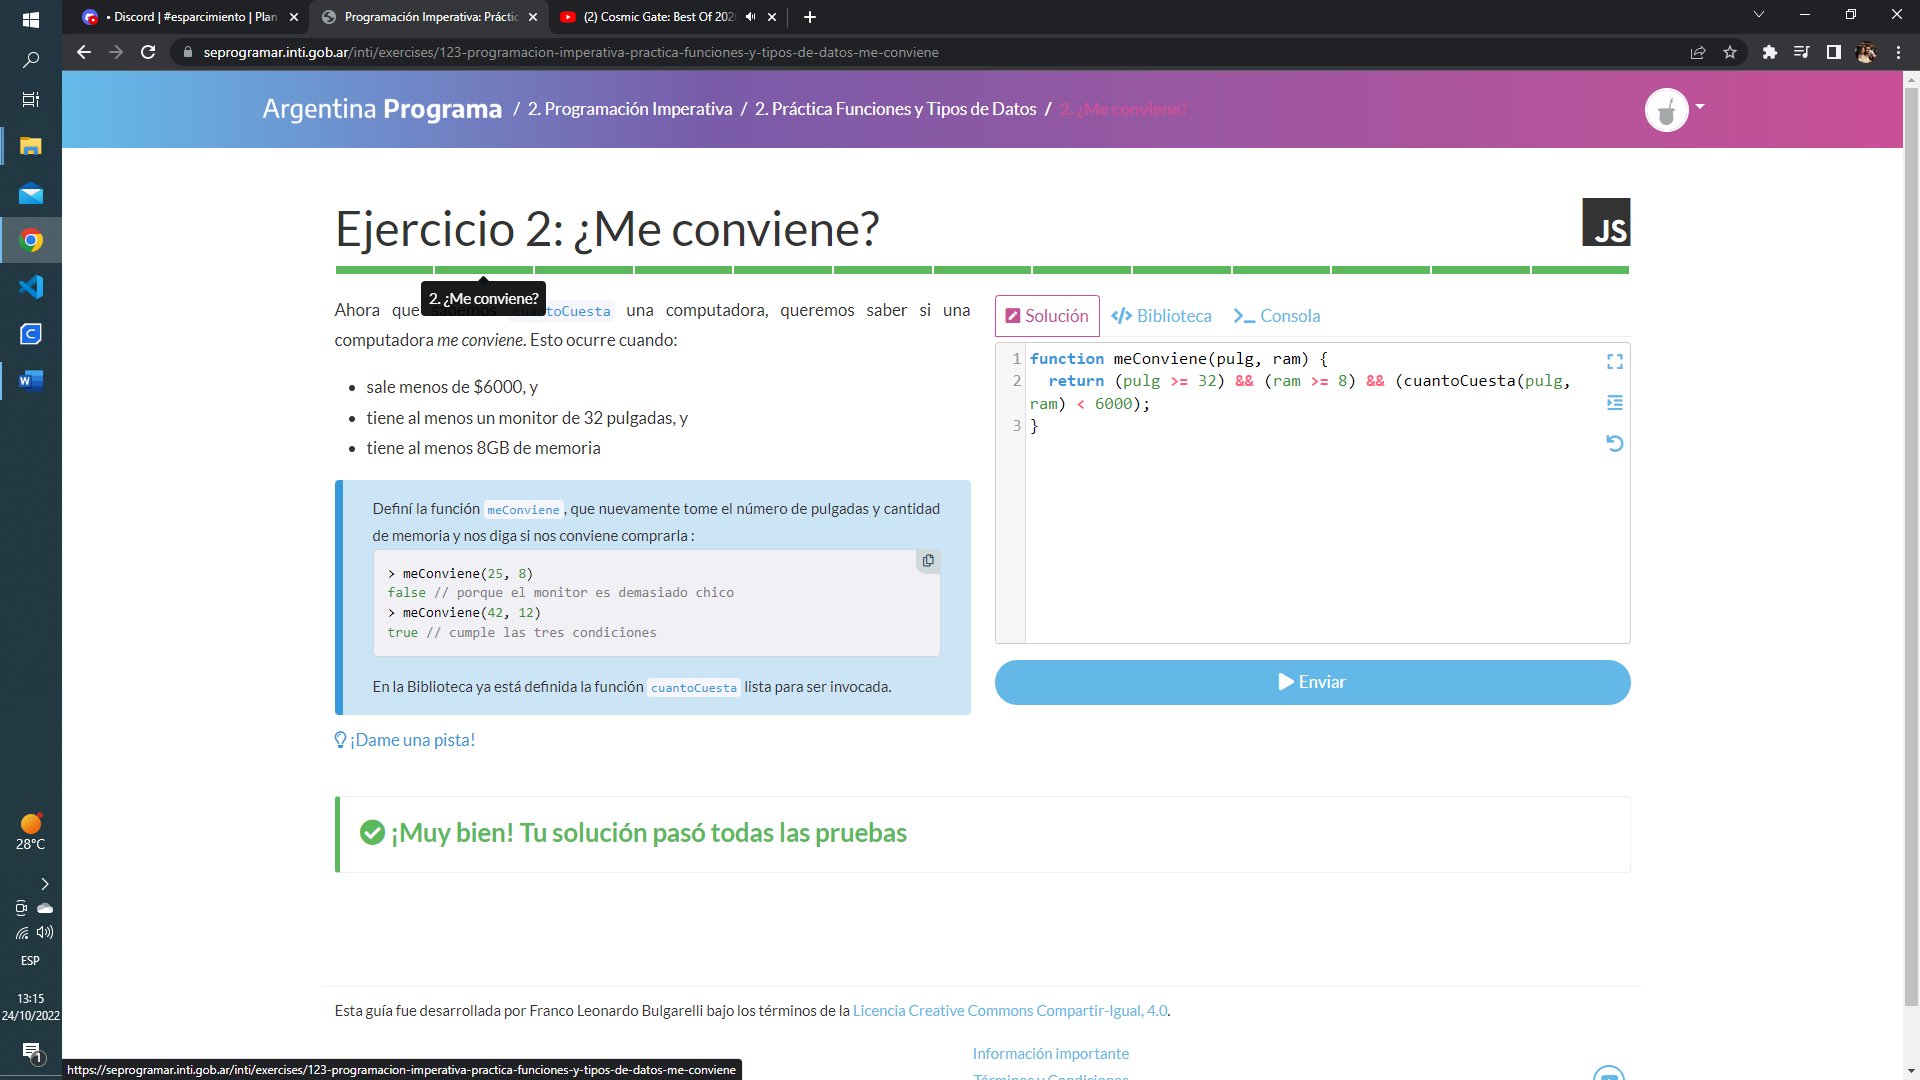 • Discord | #esparcimiento | Plan
Programación Imperativa: Práctic
(2) Cosmic Gate: Best Of 202
seprogramar.inti.gob.ar/inti/exercises/123-programacion-imperativa-practica-funciones-y-tipos-de-datos-me-conviene
Argentina Programa / 2. Programación Imperativa / 2. Práctica Funciones y Tipos de Datos / 2. ¿Me conviene?
Ejercicio 2: ¿Me conviene?
JS
2. ¿Me conviene?
Ahora que sabemos cuantoCuesta una computadora, queremos saber si una
computadora me conviene. Esto ocurre cuando:
• sale menos de $6000, y
• tiene al menos un monitor de 32 pulgadas, y
• tiene al menos 8GB de memoria
Definí la función meConviene, que nuevamente tome el número de pulgadas y cantidad
de memoria y nos diga si nos conviene comprarla :
> meConviene(25, 8)
false // porque el monitor es demasiado chico
> meConviene(42, 12)
true // cumple las tres condiciones
En la Biblioteca ya está definida la función cuantoCuesta lista para ser invocada.
¡Dame una pista!
Solución
Biblioteca
Consola
1 function meConviene(pulg, ram) {
2 return (pulg >= 32) && (ram >= 8) && (cuantoCuesta(pulg,
ram) < 6000);
3 }
Enviar
¡Muy bien! Tu solución pasó todas las pruebas
Esta guía fue desarrollada por Franco Leonardo Bulgarelli bajo los términos de la Licencia Creative Commons Compartir-Igual, 4.0.
Información importante
Términos y Condiciones
https://seprogramar.inti.gob.ar/inti/exercises/123-programacion-imperativa-practica-funciones-y-tipos-de-datos-me-conviene
28°C
ESP
13:15
24/10/2022
1